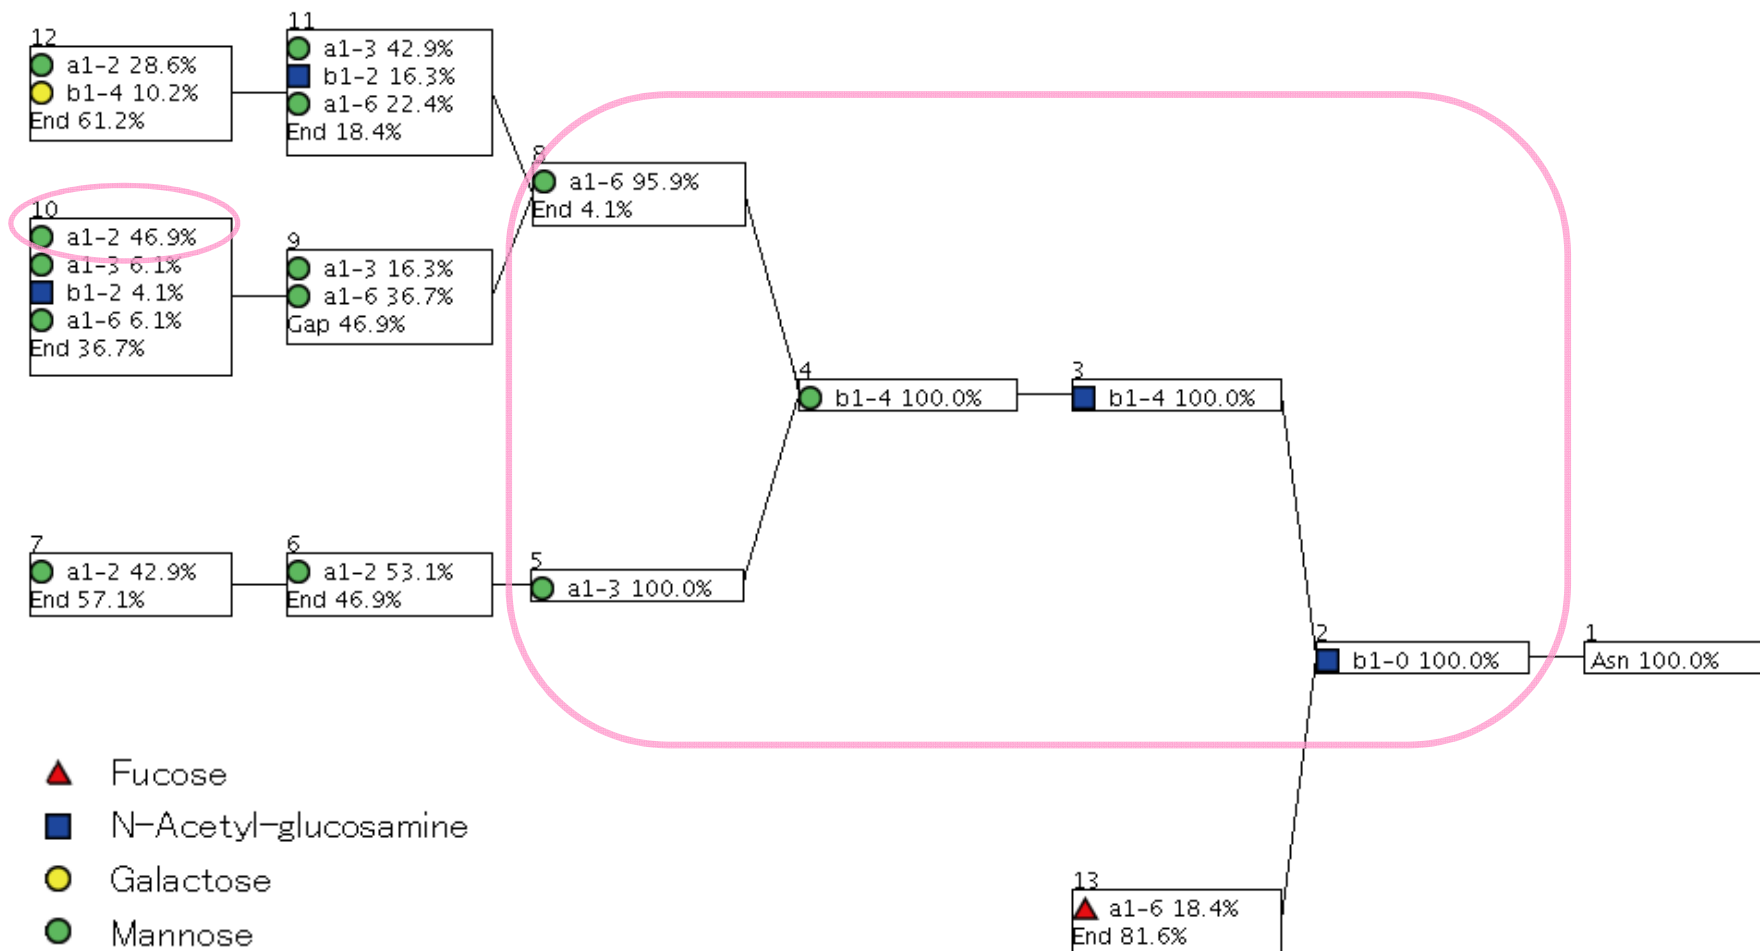 12
a1-2 28.6%
b1-4 10.2%
End 61.2%
11
a1-3 42.9%
b1-2 16.3%
a1-6 22.4%
End 18.4%
10
a1-2 46.9%
a1-3 6.1%
b1-2 4.1%
a1-6 6.1%
End 36.7%
9
a1-3 16.3%
a1-6 36.7%
Gap 46.9%
8
a1-6 95.9%
End 4.1%
7
a1-2 42.9%
End 57.1%
6
a1-2 53.1%
End 46.9%
5
a1-3 100.0%
4
b1-4 100.0%
3
b1-4 100.0%
2
b1-0 100.0%
1
Asn 100.0%
13
a1-6 18.4%
End 81.6%
Fucose
N-Acetyl-glucosamine
Galactose
Mannose